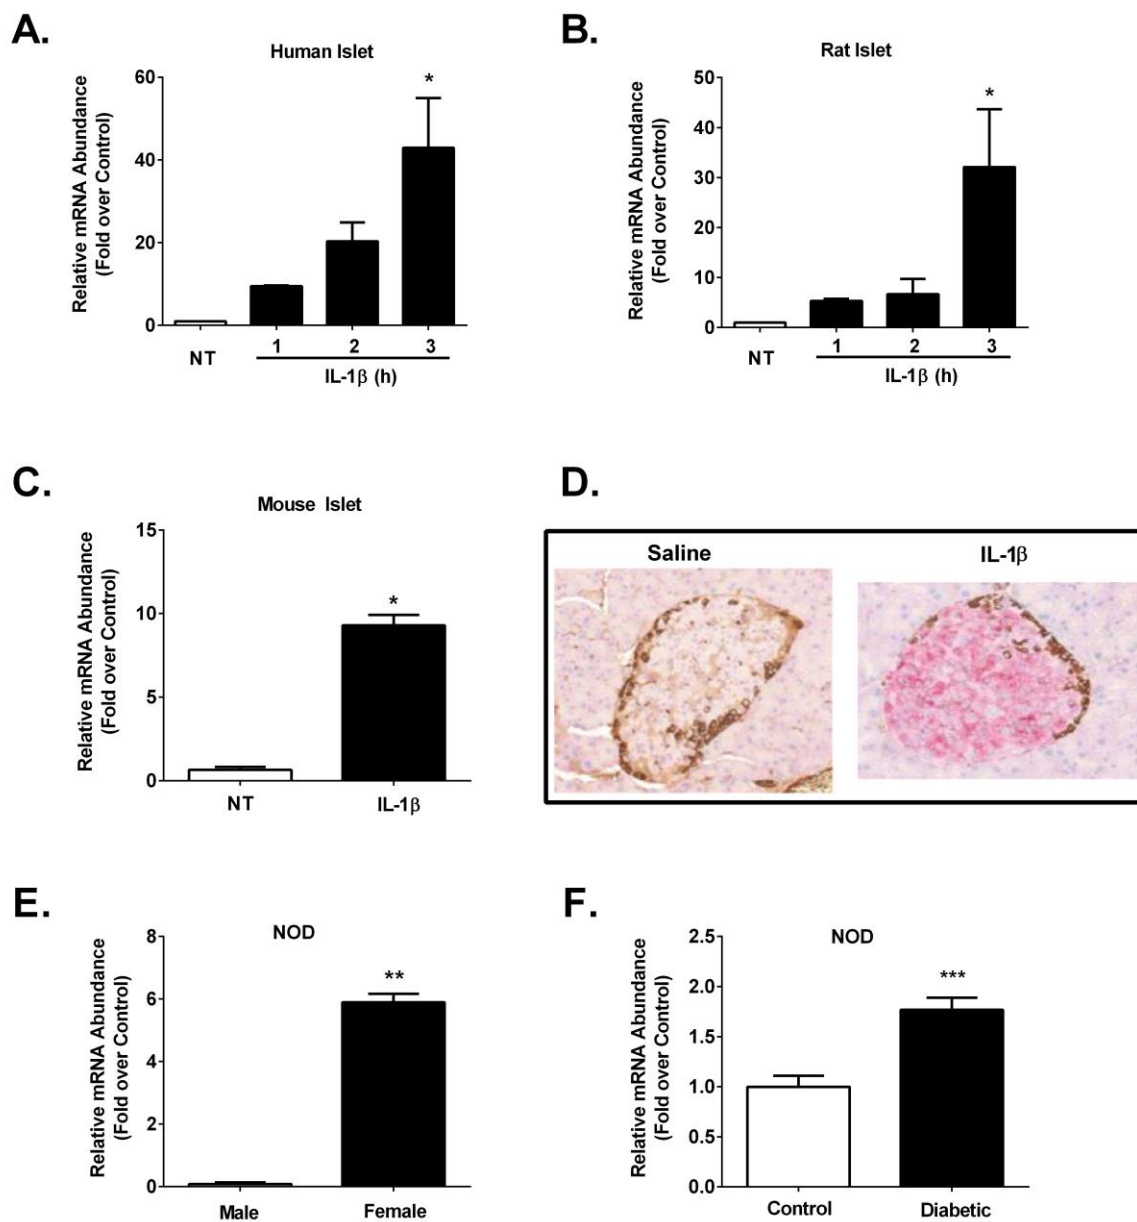 A.
Human Islet
Relative mRNA Abundance
(Fold over Control)
60
40
20
0
*
NT
1
2
3
IL-1β (h)
B.
Rat Islet
Relative mRNA Abundance
(Fold over Control)
50
40
30
20
10
0
*
NT
1
2
3
IL-1β (h)
C.
Mouse Islet
Relative mRNA Abundance
(Fold over Control)
15
10
5
0
*
NT
IL-1β
D.
Saline
IL-1β
E.
NOD
Relative mRNA Abundance
(Fold over Control)
8
6
4
2
0
**
Male
Female
F.
NOD
Relative mRNA Abundance
(Fold over Control)
2.5
2.0
1.5
1.0
0.5
0.0
***
Control
Diabetic